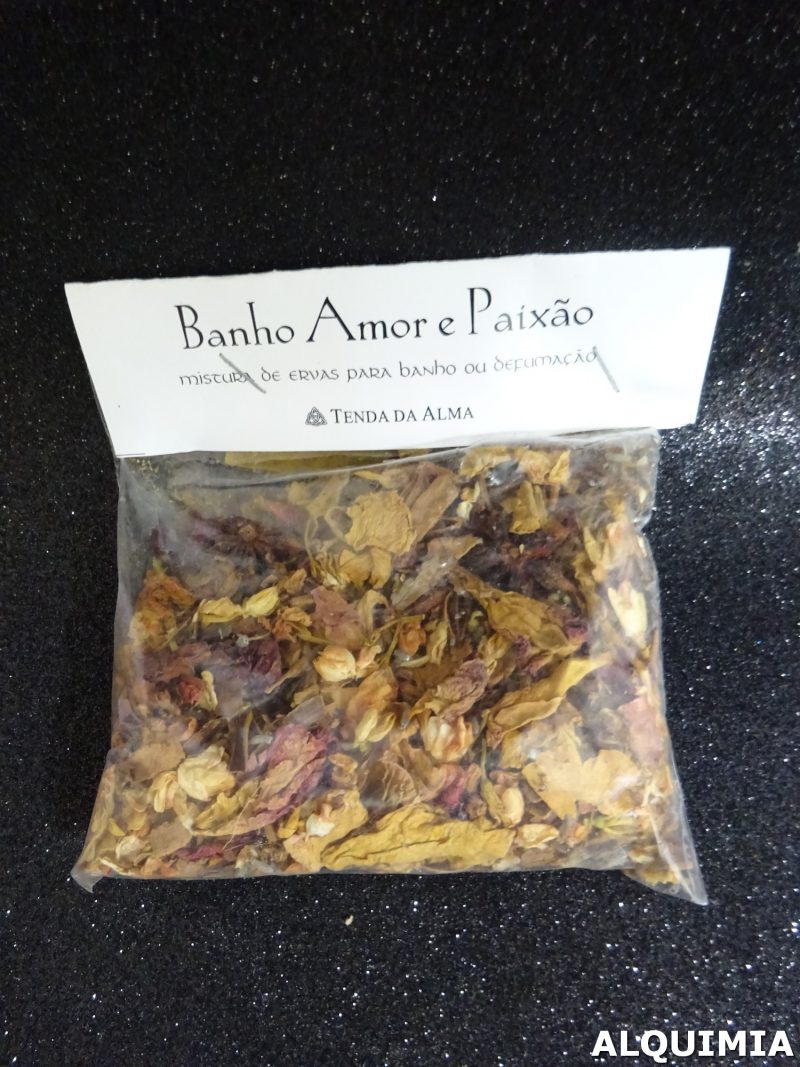 Banho Amor e Paixão
mistura de ervas para banho ou defumação
TENDA DA ALMA
ALQUIMIA